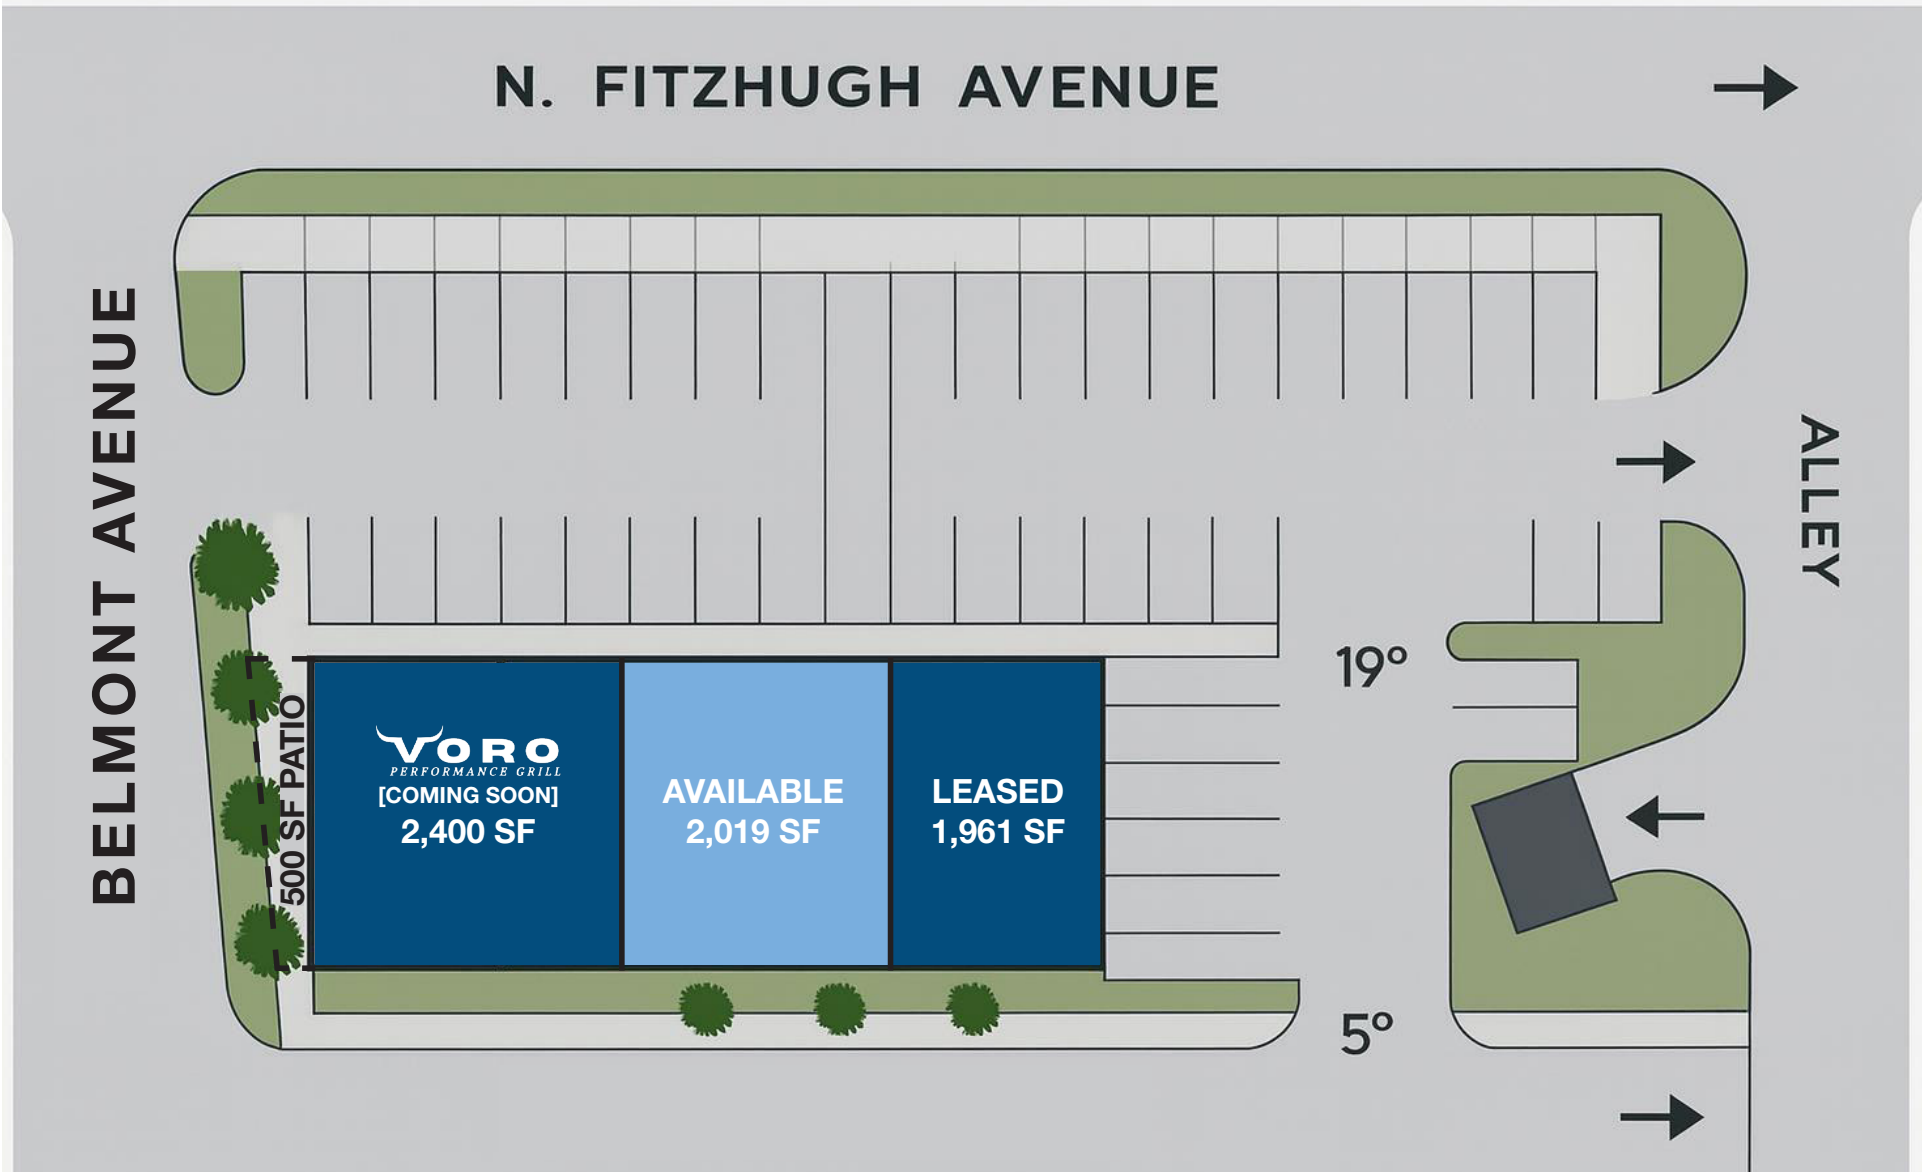 N. FITZHUGH AVENUE
BELMONT AVENUE
ALLEY
19°
500 SF PATIO
VORO
PERFORMANCE GRILL
[COMING SOON]
2,400 SF
AVAILABLE
2,019 SF
LEASED
1,961 SF
5°